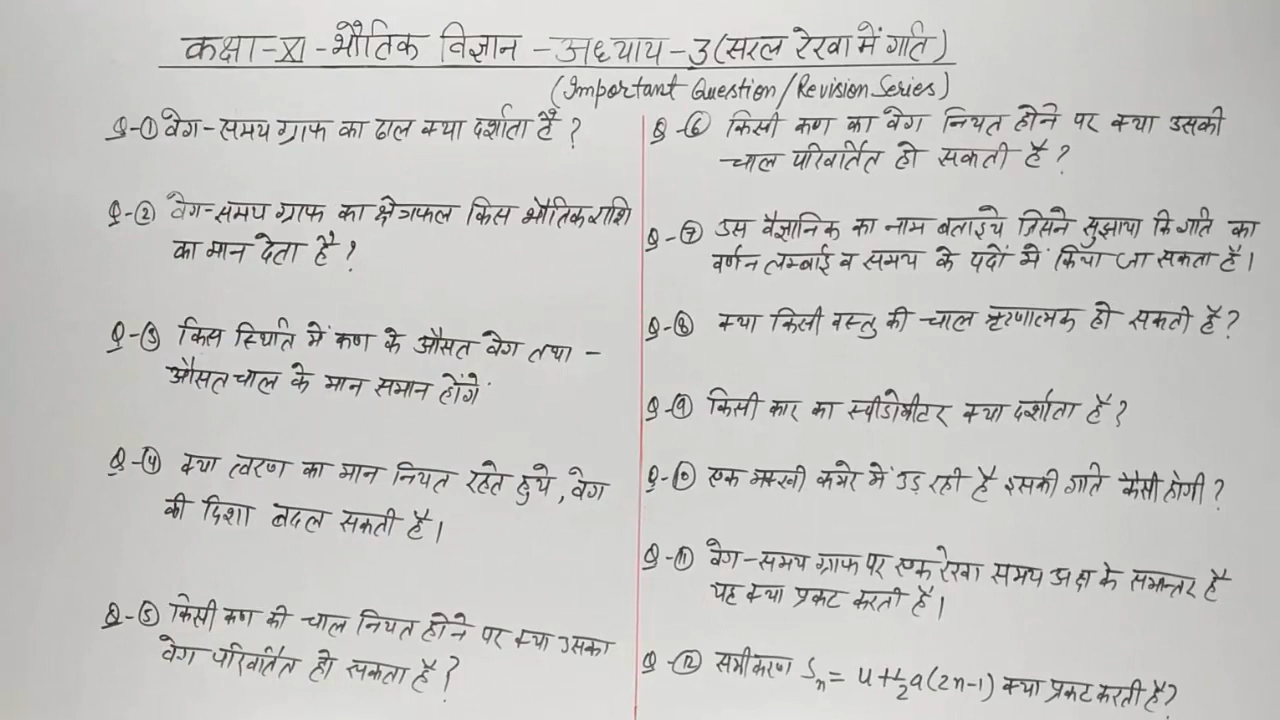 कक्षा-XI-भौतिक विज्ञान -अध्याय-3(सरल रेखा में गति)
(Important Question/Revision Series)
Q-① वेग-समय ग्राफ का ढाल क्या दर्शाता है ?
Q-② वेग-समय ग्राफ का क्षेत्रफल किस भौतिक राशि
का मान देता है ?
Q-③ किस स्थिति में कण के औसत वेग तथा -
औसत चाल के मान समान होंगे
Q-④ क्या त्वरण का मान नियत रहते हुये, वेग
की दिशा बदल सकती है।
Q-⑤ किसी कण की चाल नियत होने पर क्या उसका
वेग परिवर्तित हो सकता है ?
Q-⑥ किसी कण का वेग नियत होने पर क्या उसकी
चाल परिवर्तित हो सकती है ?
Q-⑦ उस वैज्ञानिक का नाम बताइये जिसने सुझाया कि गति का
वर्णन लम्बाई व समय के पदों में किया जा सकता है।
Q-⑧ क्या किसी वस्तु की चाल ऋणात्मक हो सकती है ?
Q-⑨ किसी कार का स्पीडोमीटर क्या दर्शाता है ?
Q-⑩ एक मक्खी कमरे में उड़ रही है इसकी गति कैसी होगी ?
Q-⑪ वेग-समय ग्राफ पर एक रेखा समय अक्ष के समान्तर है
यह क्या प्रकट करती है।
Q-⑫ समीकरण Sₙ = u+½a(2n-1) क्या प्रकट करती है ?